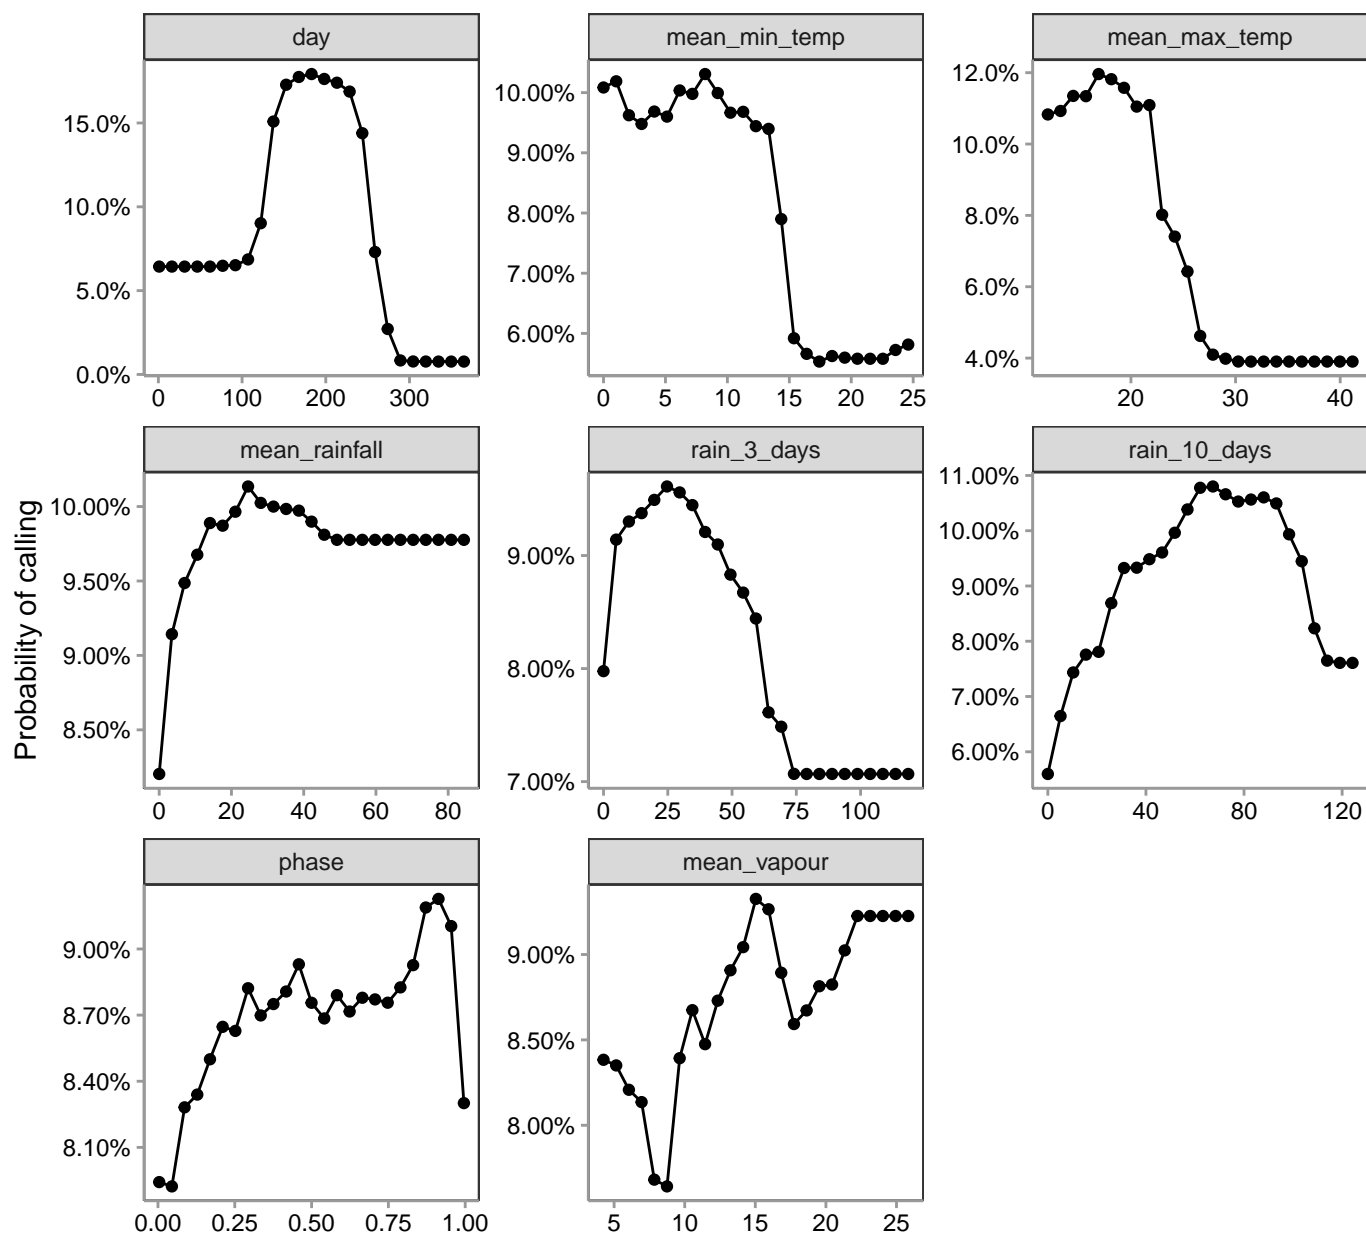 day
mean_min_temp
mean_max_temp
15.0%
10.0%
5.0%
0.0%
0 100 200 300
10.00%
9.00%
8.00%
7.00%
6.00%
0 5 10 15 20 25
12.0%
10.0%
8.0%
6.0%
4.0%
20 30 40
Probability of calling
mean_rainfall
rain_3_days
rain_10_days
10.00%
9.50%
9.00%
8.50%
0 20 40 60 80
9.00%
8.00%
7.00%
0 25 50 75 100
11.00%
10.00%
9.00%
8.00%
7.00%
6.00%
0 40 80 120
phase
mean_vapour
9.00%
8.70%
8.40%
8.10%
0.00 0.25 0.50 0.75 1.00
9.00%
8.50%
8.00%
5 10 15 20 25